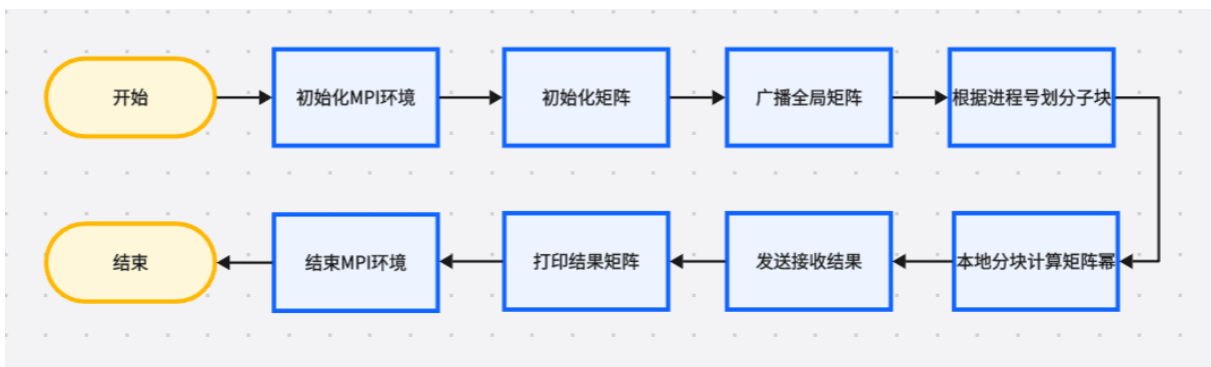 开始
初始化MPI环境
初始化矩阵
广播全局矩阵
根据进程号划分子块
本地分块计算矩阵幂
发送接收结果
打印结果矩阵
结束MPI环境
结束